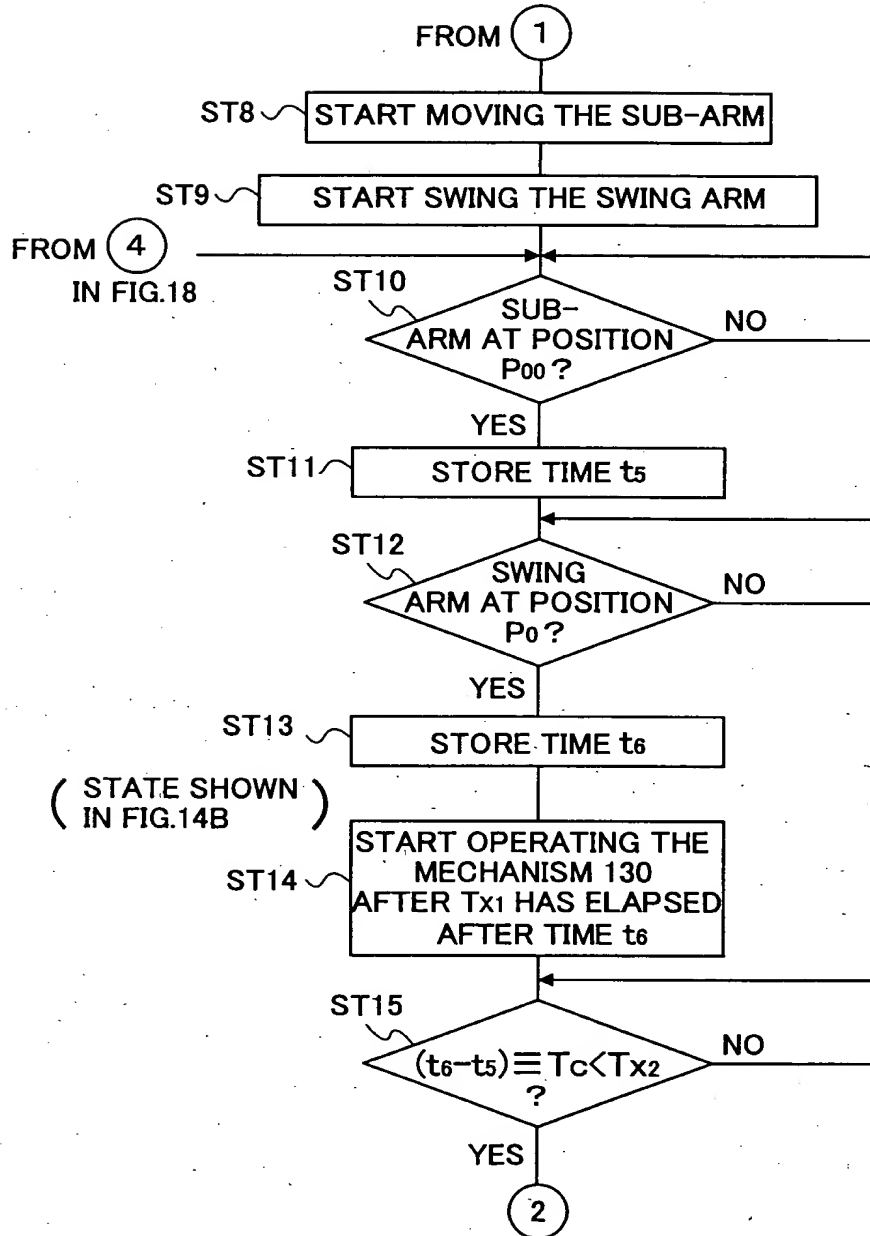 FROM 1
ST8 START MOVING THE SUB-ARM
ST9 START SWING THE SWING ARM
FROM 4
IN FIG.18
ST10
SUB-
ARM AT POSITION
P00 ?
NO
YES
ST11 STORE TIME t5
ST12
SWING
ARM AT POSITION
P0 ?
NO
YES
ST13 STORE TIME t6
( STATE SHOWN
IN FIG.14B )
ST14
START OPERATING THE
MECHANISM 130
AFTER TX1 HAS ELAPSED
AFTER TIME t6
ST15
(t6-t5)≡TC<TX2
?
NO
YES
2